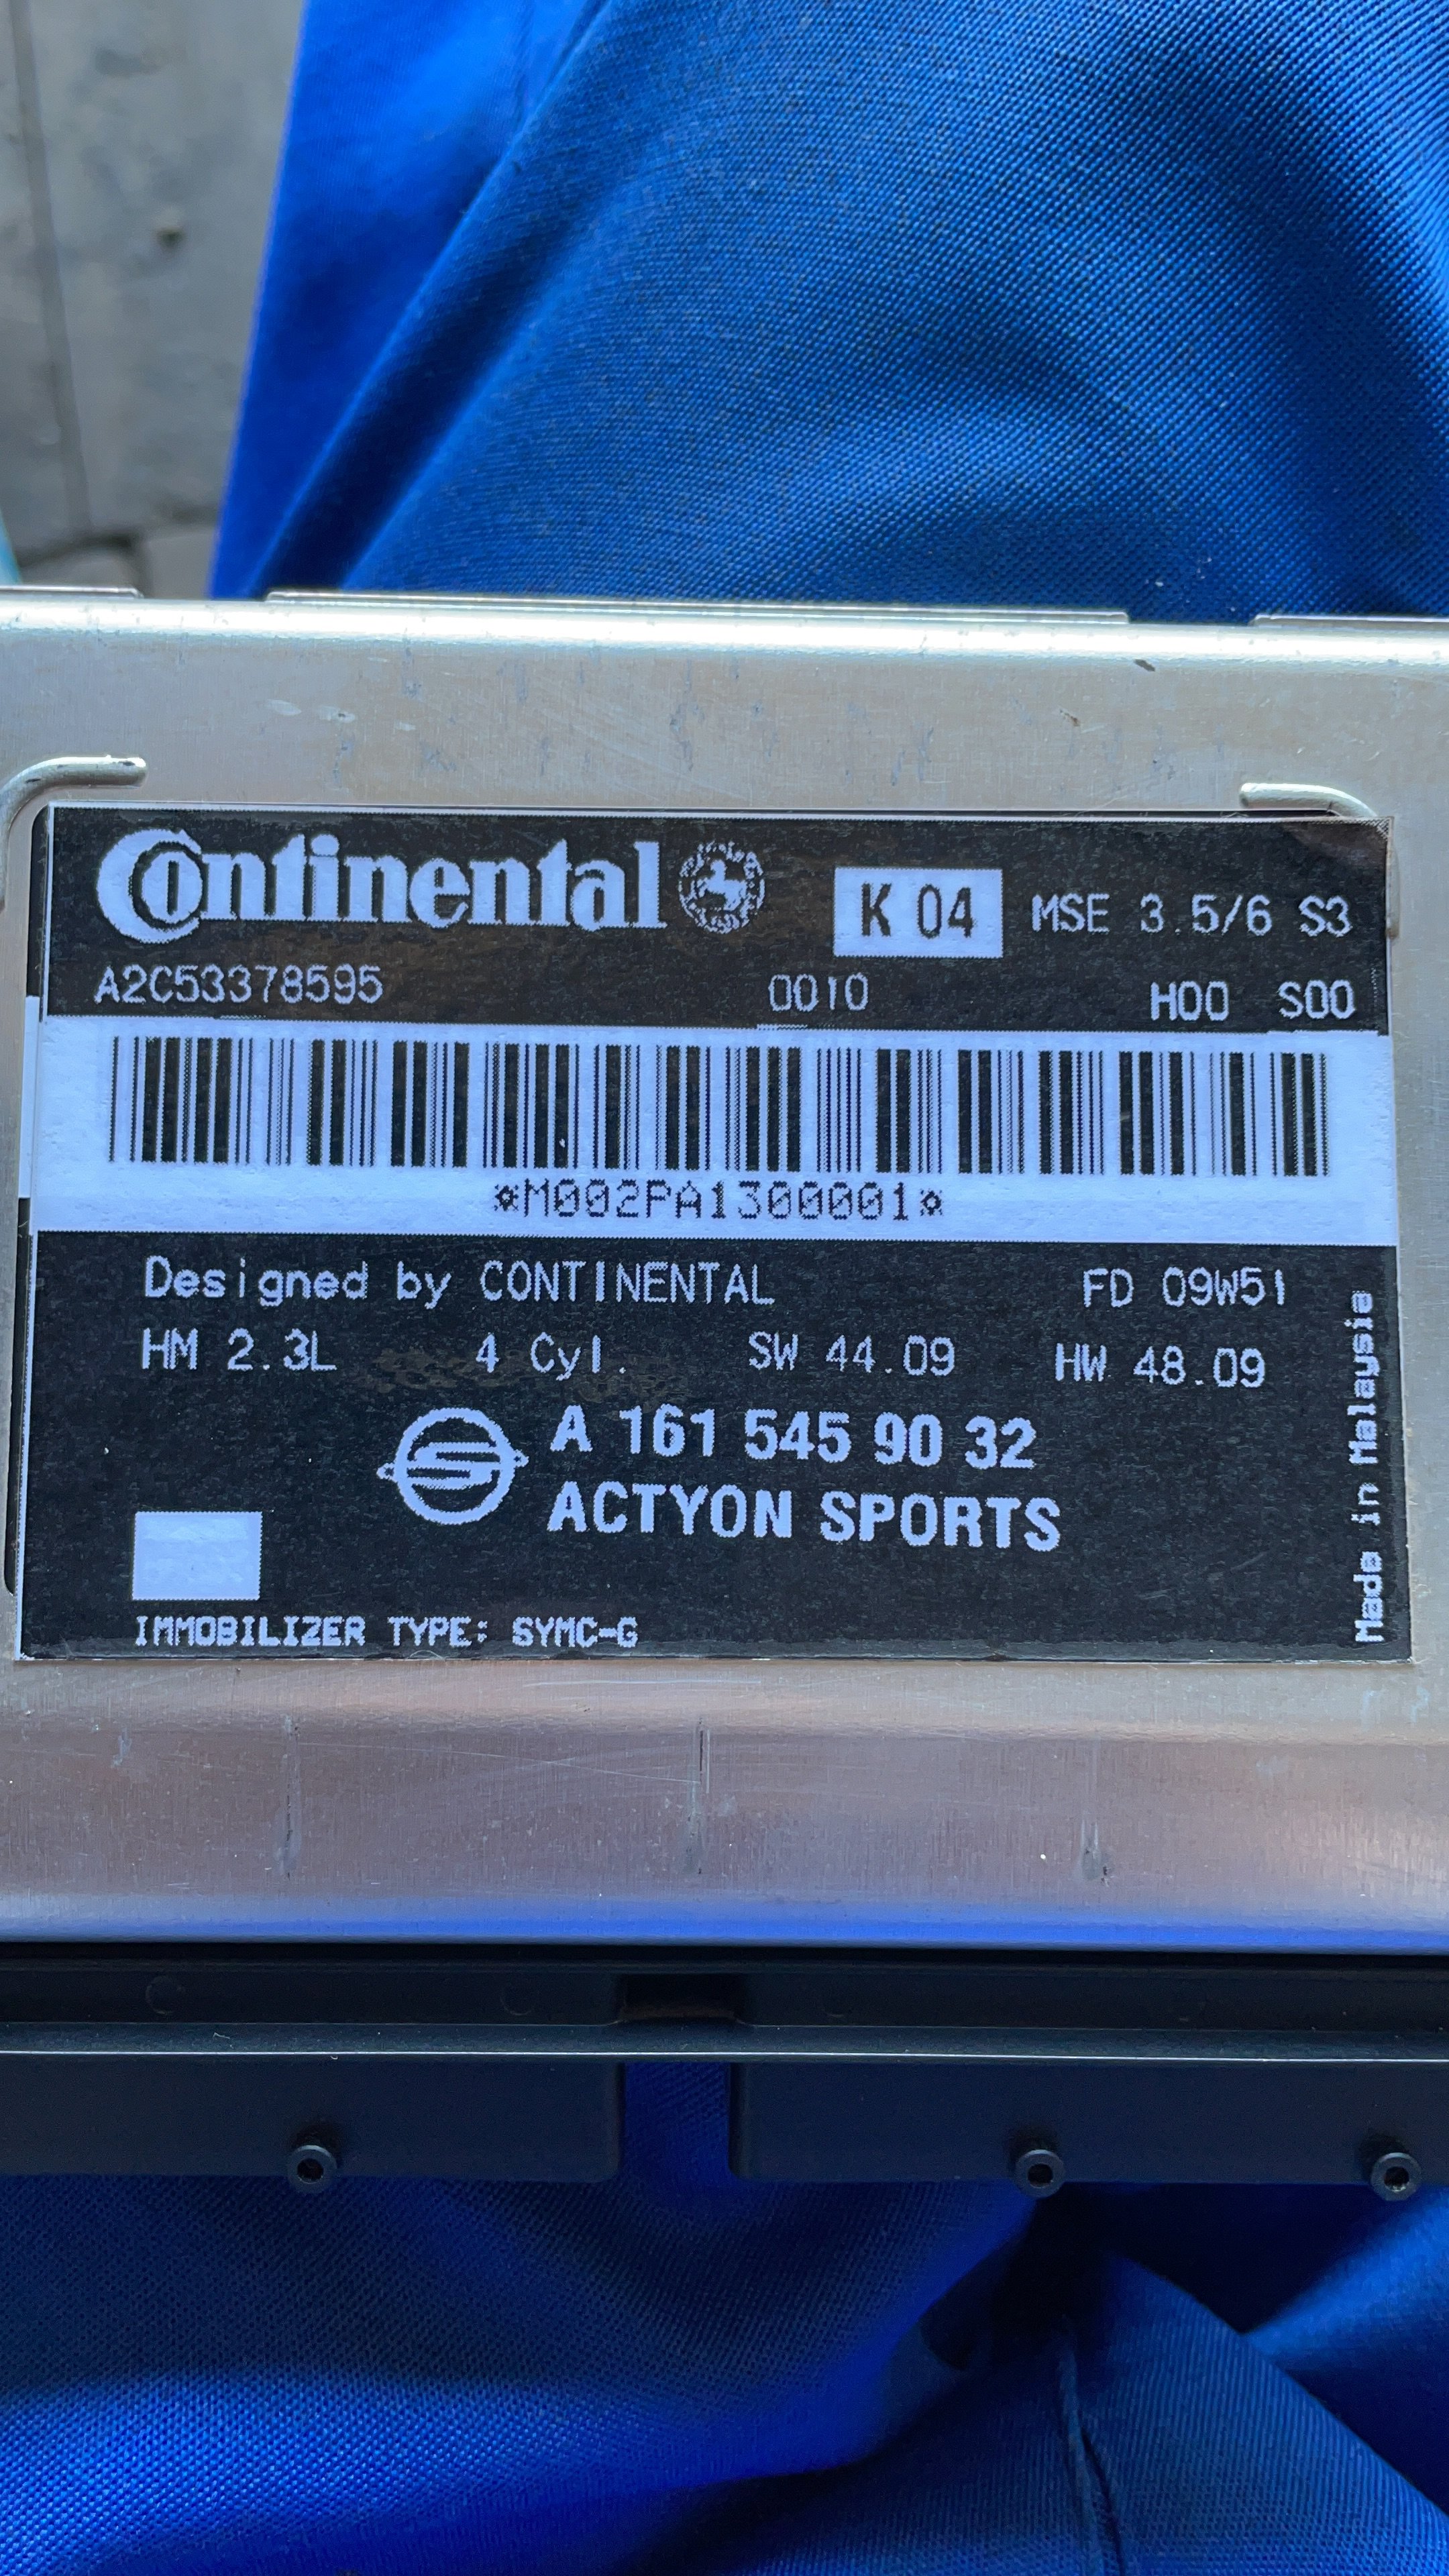 Continental K 04 MSE 3.5/6 S3
A2C53378595 0010 H00 S00
*M002PA1300001*
Designed by CONTINENTAL FD 09W51
HM 2.3L 4 Cyl. SW 44.09 HW 48.09
A 161 545 90 32
ACTYON SPORTS
IMMOBILIZER TYPE: SYMC-G
Made in Malaysia